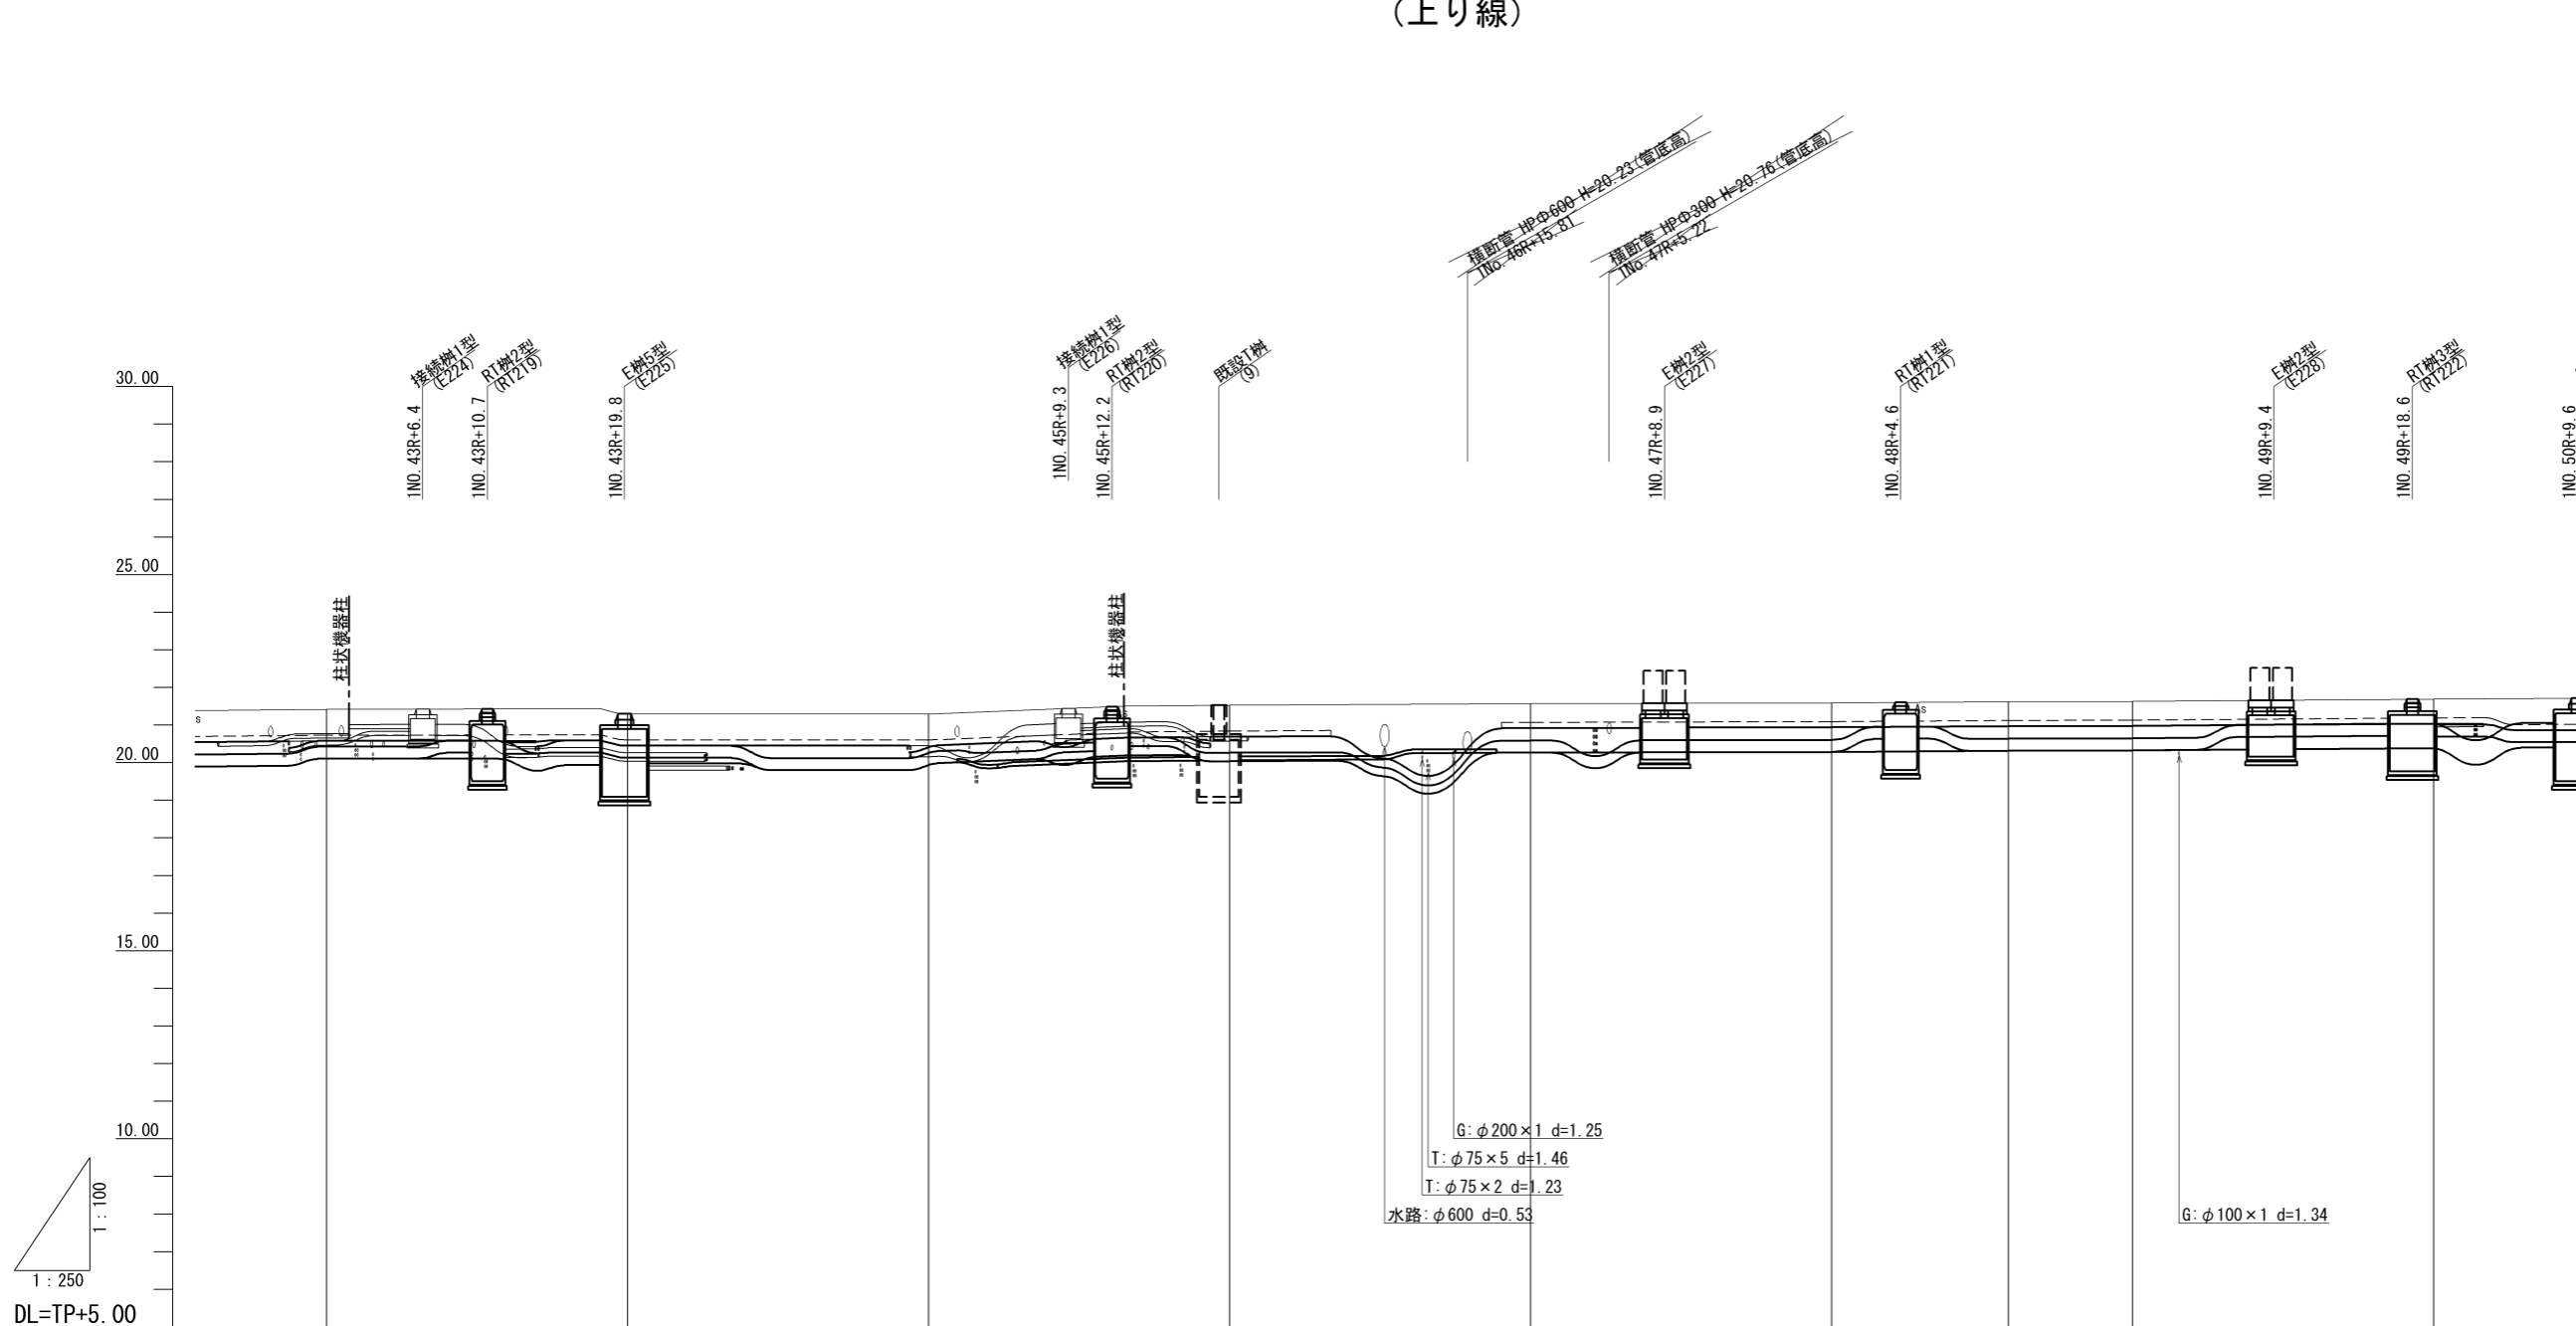 (上り線)
横断管 HPΦ600 H=20.23(管底高)
1No.46R+15.81
横断管 HPΦ300 H=20.76(管底高)
1No.47R+5.22
接続桝1型
(E224)
1NO.43R+6.4
RT桝2型
(RT219)
1NO.43R+10.7
E桝5型
(E225)
1NO.43R+19.8
接続桝1型
(E226)
1NO.45R+9.3
RT桝2型
(RT220)
1NO.45R+12.2
既設T桝
(9)
E桝2型
(E227)
1NO.47R+8.9
RT桝1型
(RT221)
1NO.48R+4.6
E桝2型
(E228)
1NO.49R+9.4
RT桝3型
(RT222)
1NO.49R+18.6
1NO.50R+9.6
30.00
25.00
20.00
15.00
10.00
柱状機器柱
柱状機器柱
s
As
G:φ200×1 d=1.25
T:φ75×5 d=1.46
T:φ75×2 d=1.23
水路:φ600 d=0.53
G:φ100×1 d=1.34
1:100
1:250
DL=TP+5.00